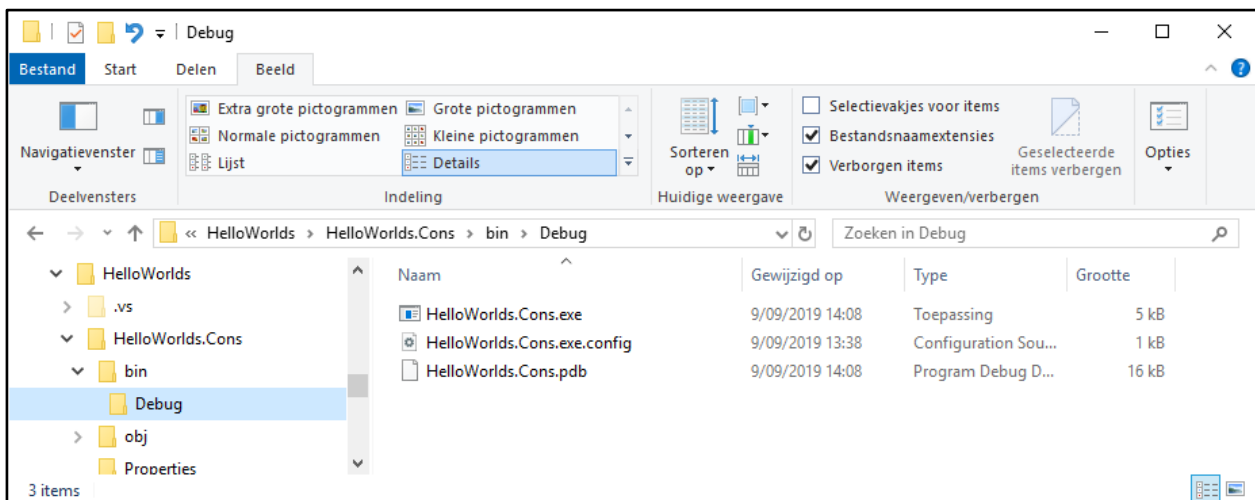 Debug
Bestand Start Delen Beeld
Extra grote pictogrammen Grote pictogrammen
Normale pictogrammen Kleine pictogrammen
Lijst Details
Navigatievenster
Sorteren op
Selectievakjes voor items
Bestandsnaamextensies
Verborgen items
Geselecteerde
items verbergen
Opties
Deelvensters Indeling Huidige weergave Weergeven/verbergen
« HelloWorlds > HelloWorlds.Cons > bin > Debug Zoeken in Debug
HelloWorlds
.vs
HelloWorlds.Cons
bin
Debug
obj
Properties
Naam Gewijzigd op Type Grootte
HelloWorlds.Cons.exe 9/09/2019 14:08 Toepassing 5 kB
HelloWorlds.Cons.exe.config 9/09/2019 13:38 Configuration Sou... 1 kB
HelloWorlds.Cons.pdb 9/09/2019 14:08 Program Debug D... 16 kB
3 items